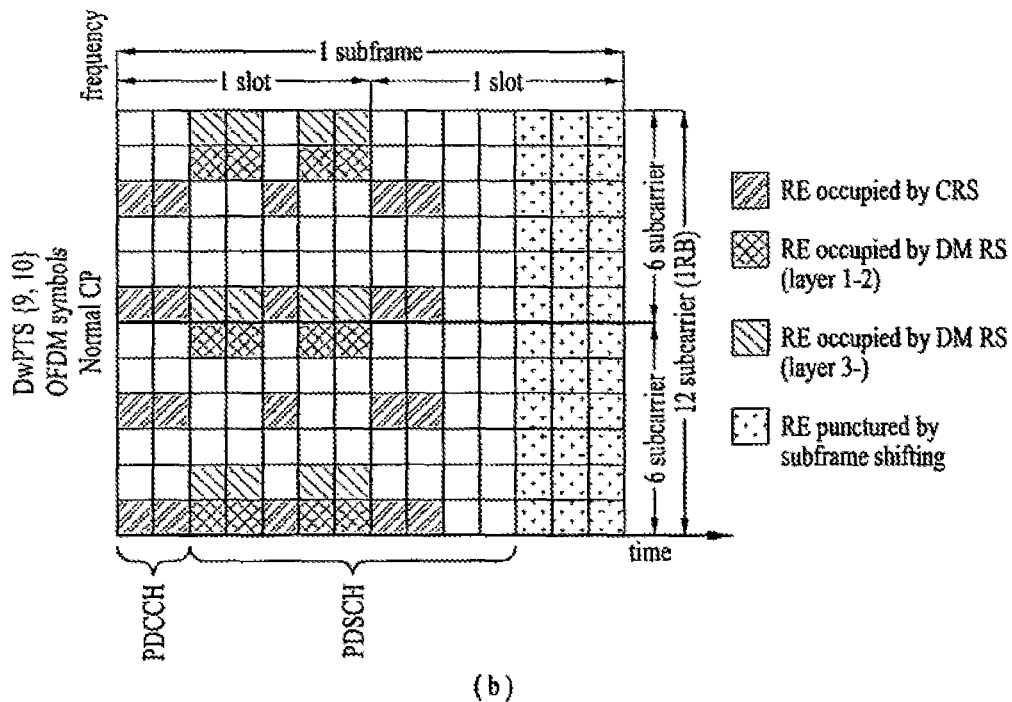 frequency
1 subframe
1 slot
1 slot
DwPTS {9, 10}
OFDM symbols
Normal CP
6 subcarrier
6 subcarrier
12 subcarrier (1RB)
RE occupied by CRS
RE occupied by DM RS
(layer 1-2)
RE occupied by DM RS
(layer 3-)
RE punctured by
subframe shifting
time
PDCCH
PDSCH
(b)